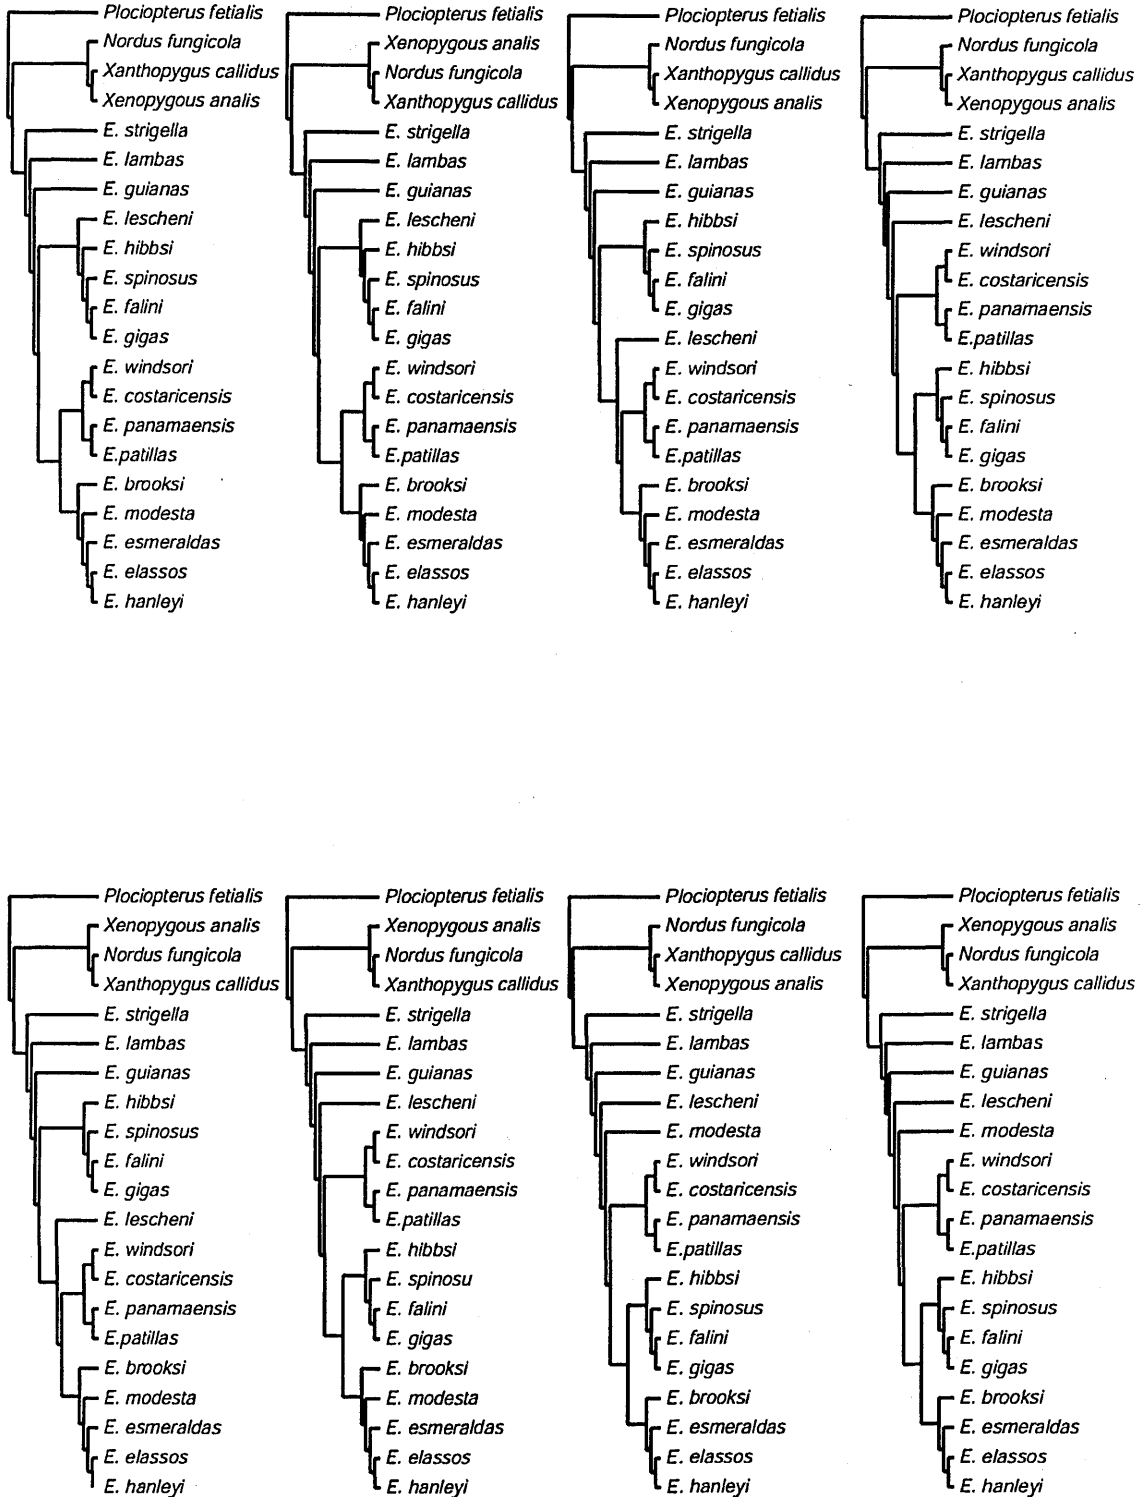 Plociopterus fetialis
Nordus fungicola
Xanthopygus callidus
Xenopygous analis
E. strigella
E. lambas
E. guianas
E. lescheni
E. hibbsi
E. spinosus
E. falini
E. gigas
E. windsori
E. costaricensis
E. panamaensis
E.patillas
E. brooksi
E. modesta
E. esmeraldas
E. elassos
E. hanleyi
Plociopterus fetialis
Xenopygous analis
Nordus fungicola
Xanthopygus callidus
E. strigella
E. lambas
E. guianas
E. lescheni
E. hibbsi
E. spinosus
E. falini
E. gigas
E. windsori
E. costaricensis
E. panamaensis
E.patillas
E. brooksi
E. modesta
E. esmeraldas
E. elassos
E. hanleyi
Plociopterus fetialis
Nordus fungicola
Xanthopygus callidus
Xenopygous analis
E. strigella
E. lambas
E. guianas
E. hibbsi
E. spinosus
E. falini
E. gigas
E. lescheni
E. windsori
E. costaricensis
E. panamaensis
E.patillas
E. brooksi
E. modesta
E. esmeraldas
E. elassos
E. hanleyi
Plociopterus fetialis
Nordus fungicola
Xanthopygus callidus
Xenopygous analis
E. strigella
E. lambas
E. guianas
E. lescheni
E. windsori
E. costaricensis
E. panamaensis
E.patillas
E. hibbsi
E. spinosus
E. falini
E. gigas
E. brooksi
E. modesta
E. esmeraldas
E. elassos
E. hanleyi
Plociopterus fetialis
Xenopygous analis
Nordus fungicola
Xanthopygus callidus
E. strigella
E. lambas
E. guianas
E. hibbsi
E. spinosus
E. falini
E. gigas
E. lescheni
E. windsori
E. costaricensis
E. panamaensis
E.patillas
E. brooksi
E. modesta
E. esmeraldas
E. elassos
E. hanleyi
Plociopterus fetialis
Xenopygous analis
Nordus fungicola
Xanthopygus callidus
E. strigella
E. lambas
E. guianas
E. lescheni
E. windsori
E. costaricensis
E. panamaensis
E.patillas
E. hibbsi
E. spinosu
E. falini
E. gigas
E. brooksi
E. modesta
E. esmeraldas
E. elassos
E. hanleyi
Plociopterus fetialis
Nordus fungicola
Xanthopygus callidus
Xenopygous analis
E. strigella
E. lambas
E. guianas
E. lescheni
E. modesta
E. windsori
E. costaricensis
E. panamaensis
E.patillas
E. hibbsi
E. spinosus
E. falini
E. gigas
E. brooksi
E. esmeraldas
E. elassos
E. hanleyi
Plociopterus fetialis
Xenopygous analis
Nordus fungicola
Xanthopygus callidus
E. strigella
E. lambas
E. guianas
E. lescheni
E. modesta
E. windsori
E. costaricensis
E. panamaensis
E.patillas
E. hibbsi
E. spinosus
E. falini
E. gigas
E. brooksi
E. esmeraldas
E. elassos
E. hanleyi